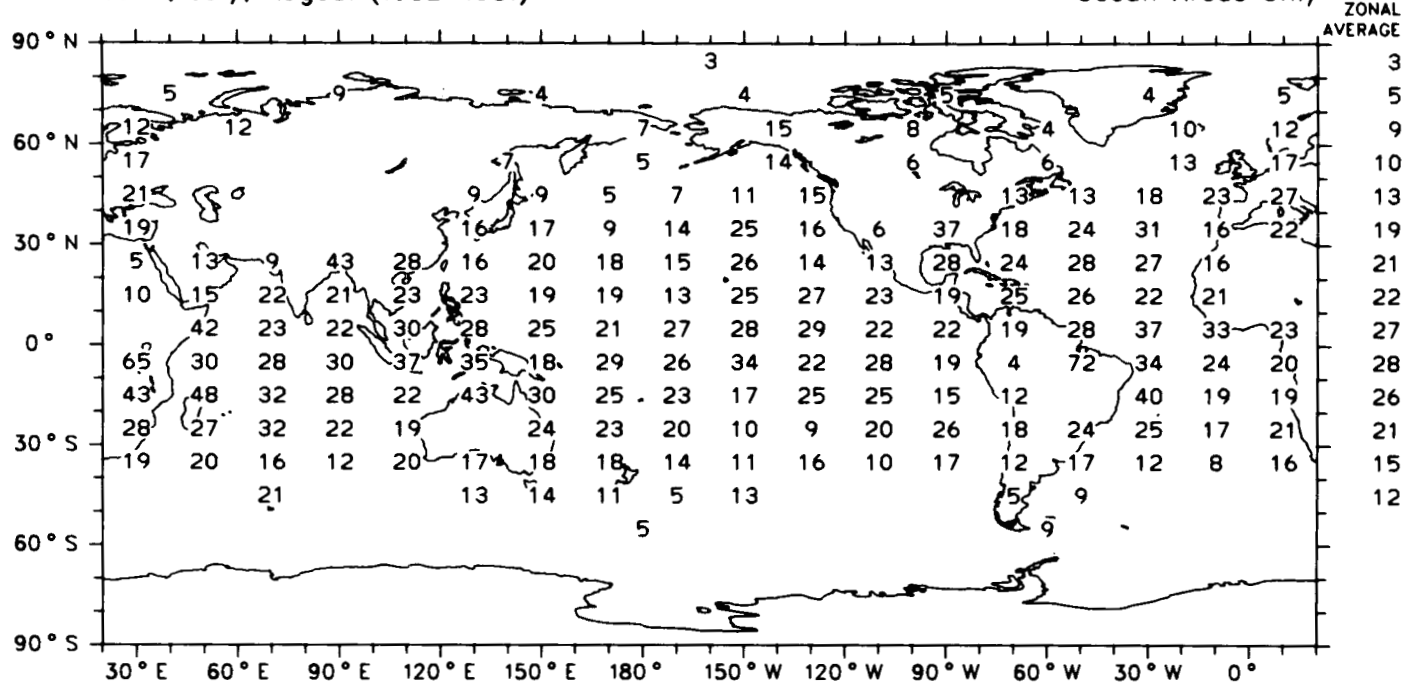 ZONAL
AVERAGE
90° N 3 3
5 9 4 4 5 4 5 5
12 12 7 15 8 4 10 12 9
60° N
17 7 5 14 6 6 13 17 10
21 9 9 5 7 11 15 13 13 18 23 27 13
19 16 17 9 14 25 16 6 37 18 24 31 16 22 19
30° N
5 13 9 43 28 16 20 18 15 26 14 13 28 24 28 27 16 21
10 15 22 21 23 23 19 19 13 25 27 23 19 25 26 22 21 22
42 23 22 30 28 25 21 27 28 29 22 22 19 28 37 33 23 27
0°
65 30 28 30 37 35 18 29 26 34 22 28 19 4 72 34 24 20 28
43 48 32 28 22 43 30 25 23 17 25 25 15 12 40 19 19 26
28 27 32 22 19 24 23 20 10 9 20 26 18 24 25 17 21 21
30° S
19 20 16 12 20 17 18 18 14 11 16 10 17 12 17 12 8 16 15
21 13 14 11 5 13 5 9 12
5 9
60° S
90° S
30° E 60° E 90° E 120° E 150° E 180° 150° W 120° W 90° W 60° W 30° W 0°